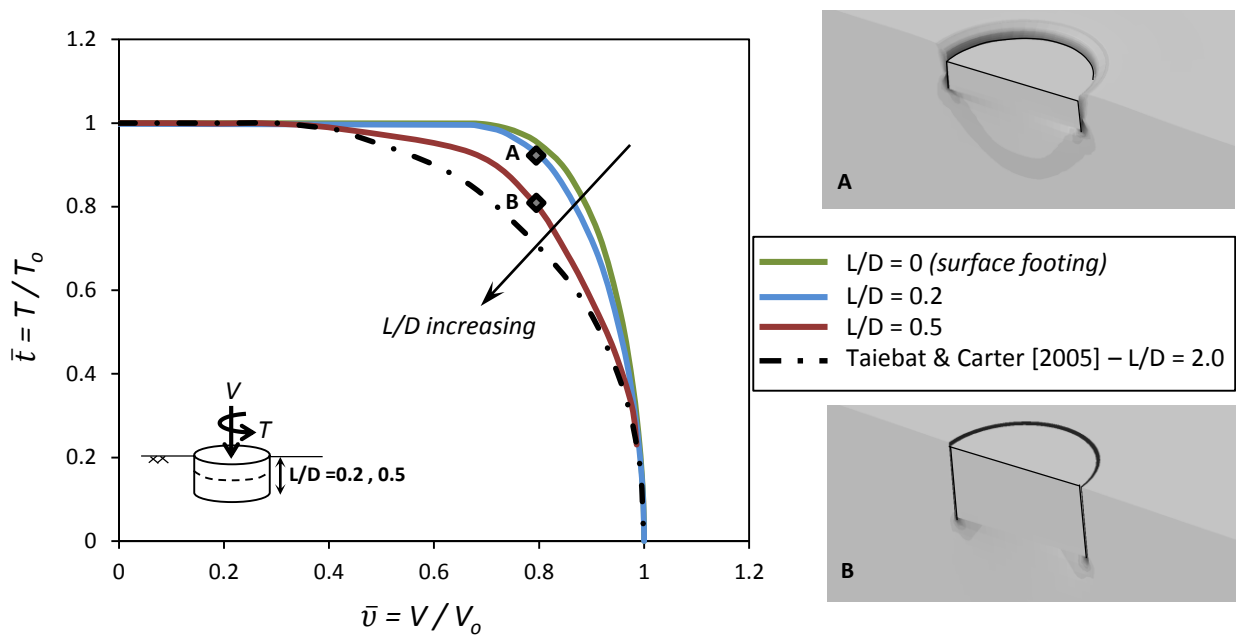 1.2
1
0.8
0.6
0.4
0.2
0
t̄ = T / Tₒ
0
0.2
0.4
0.6
0.8
1
1.2
ῡ = V / Vₒ
A
B
L/D increasing
V
T
L/D =0.2 , 0.5
A
L/D = 0 (surface footing)
L/D = 0.2
L/D = 0.5
Taiebat & Carter [2005] – L/D = 2.0
B